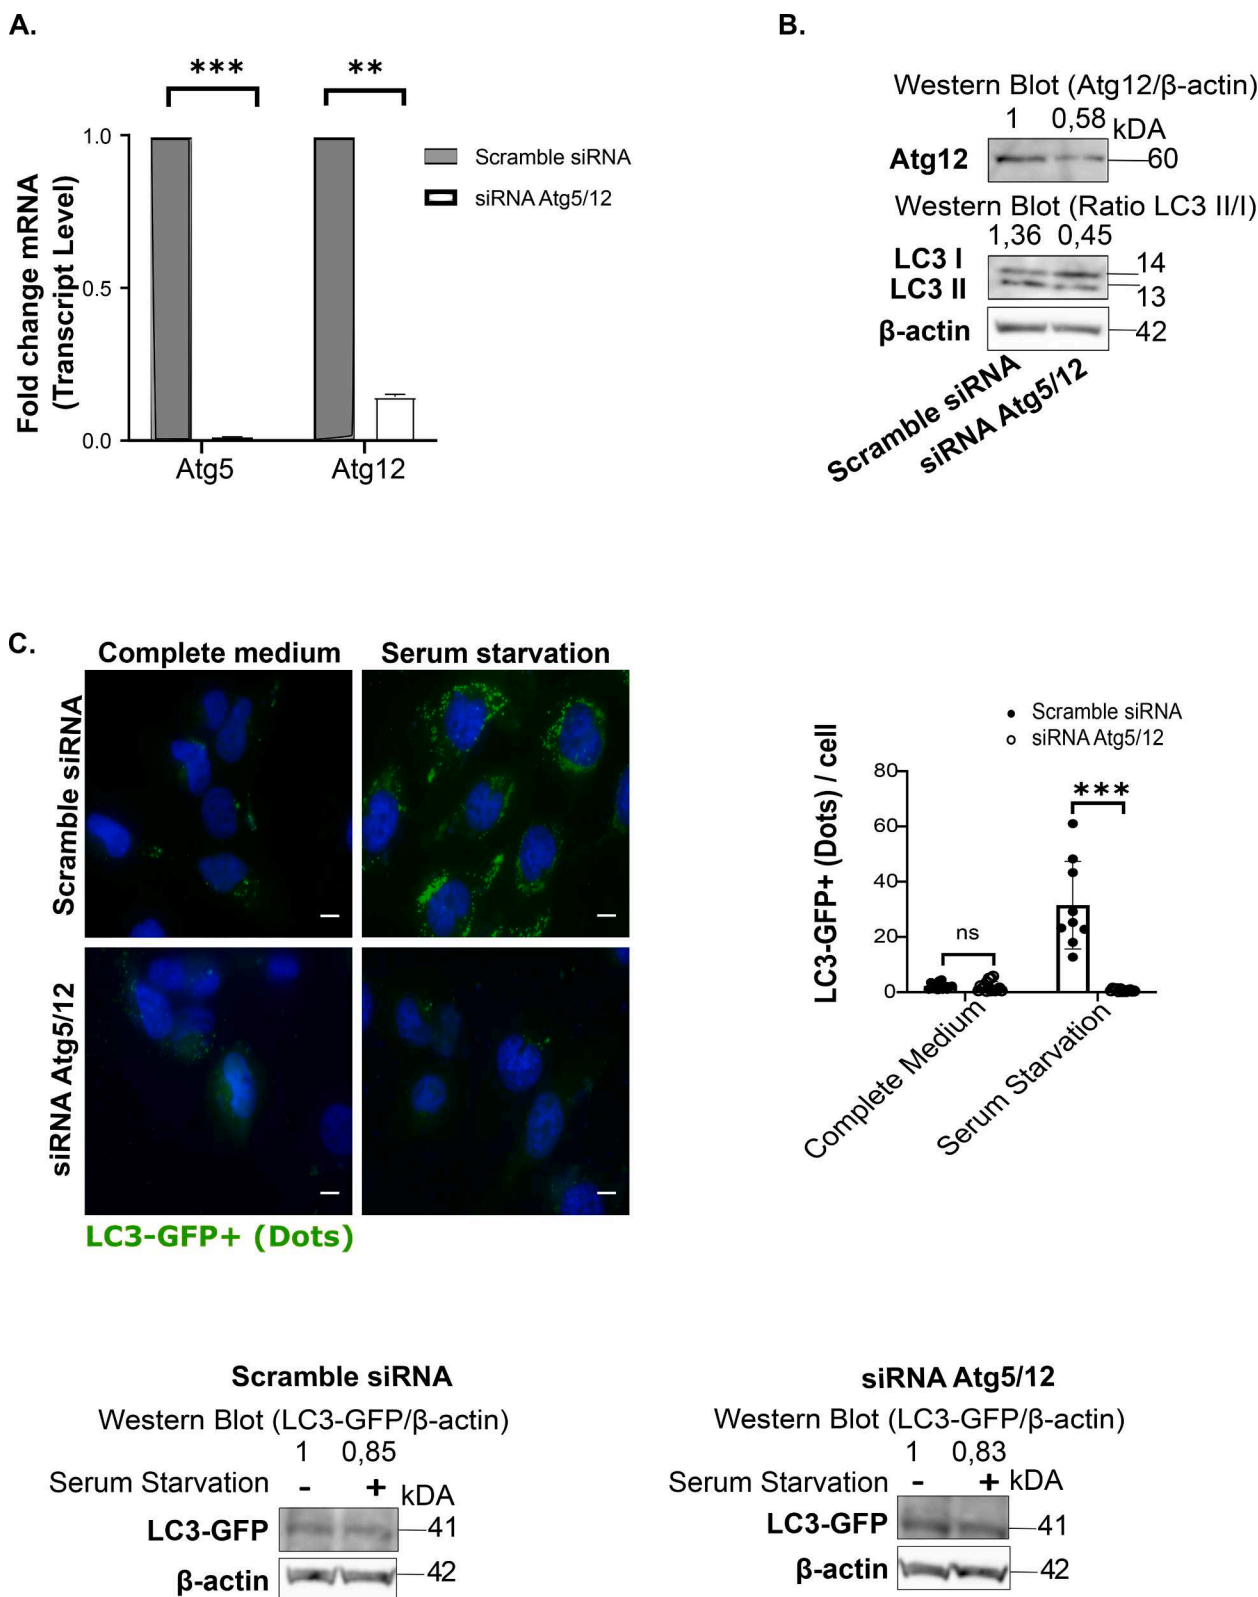 A.
*** **
1.0
0.5
0.0
Fold change mRNA
(Transcript Level)
Scramble siRNA
siRNA Atg5/12
Atg5 Atg12
B.
Western Blot (Atg12/β-actin)
1 0,58 kDA
Atg12 60
Western Blot (Ratio LC3 II/I)
1,36 0,45
LC3 I 14
LC3 II 13
β-actin 42
Scramble siRNA
siRNA Atg5/12
C.
Complete medium Serum starvation
Scramble siRNA
siRNA Atg5/12
LC3-GFP+ (Dots)
Scramble siRNA
siRNA Atg5/12
LC3-GFP+ (Dots) / cell
80
60
40
20
0
ns
***
Complete Medium
Serum Starvation
Scramble siRNA
Western Blot (LC3-GFP/β-actin)
1 0,85
Serum Starvation - + kDA
LC3-GFP 41
β-actin 42
siRNA Atg5/12
Western Blot (LC3-GFP/β-actin)
1 0,83
Serum Starvation - + kDA
LC3-GFP 41
β-actin 42